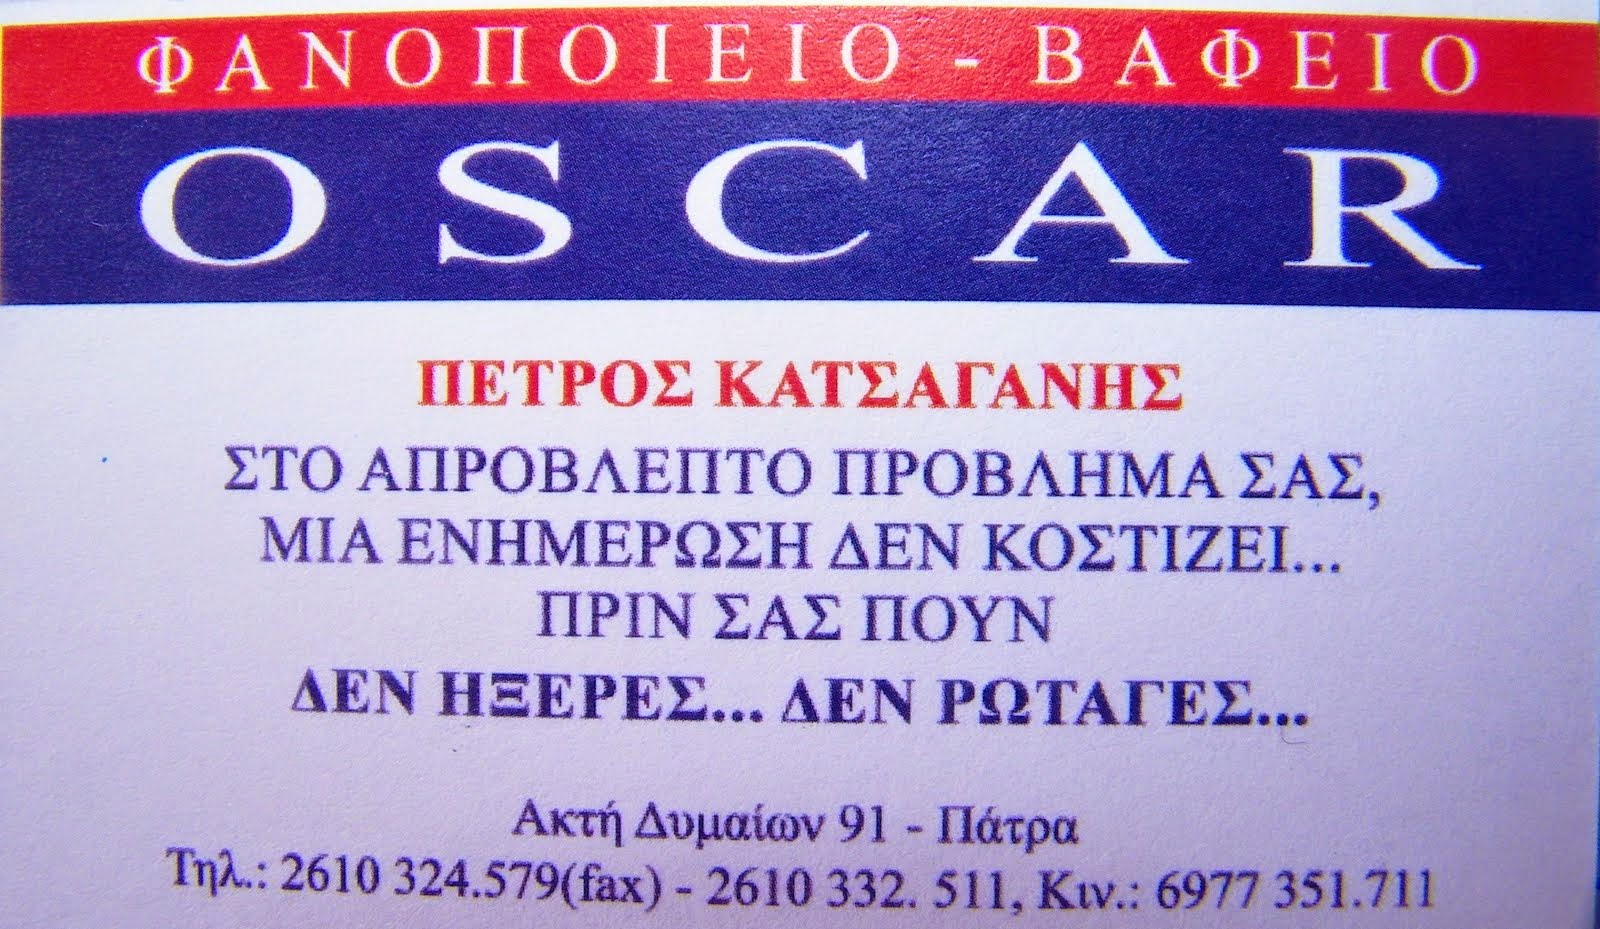 ΦΑΝΟΠΟΙΕΙΟ - ΒΑΦΕΙΟ
OSCAR
ΠΕΤΡΟΣ ΚΑΤΣΑΓΑΝΗΣ
ΣΤΟ ΑΠΡΟΒΛΕΠΤΟ ΠΡΟΒΛΗΜΑ ΣΑΣ,
ΜΙΑ ΕΝΗΜΕΡΩΣΗ ΔΕΝ ΚΟΣΤΙΖΕΙ...
ΠΡΙΝ ΣΑΣ ΠΟΥΝ
ΔΕΝ ΗΞΕΡΕΣ... ΔΕΝ ΡΩΤΑΓΕΣ...
Ακτή Δυμαίων 91 - Πάτρα
Τηλ.: 2610 324.579(fax) - 2610 332. 511, Κιν.: 6977 351.711